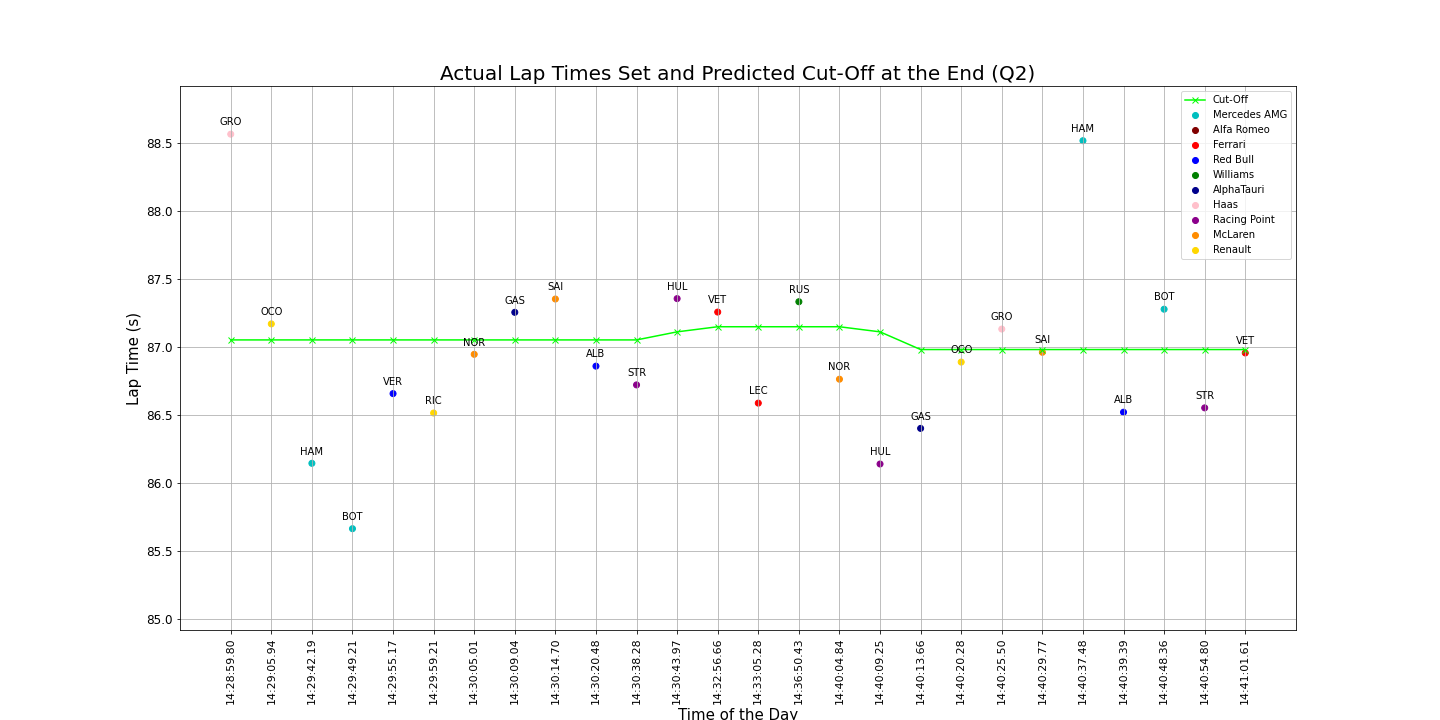 Actual Lap Times Set and Predicted Cut-Off at the End (Q2)
Cut-Off
Mercedes AMG
Alfa Romeo
Ferrari
Red Bull
Williams
AlphaTauri
Haas
Racing Point
McLaren
Renault
Lap Time (s)
88.5
88.0
87.5
87.0
86.5
86.0
85.5
85.0
GRO
OCO
HAM
BOT
VER
RIC
NOR
GAS
SAI
ALB
STR
HUL
VET
LEC
RUS
NOR
HUL
GAS
OCO
GRO
SAI
HAM
ALB
BOT
STR
VET
14:28:59.80
14:29:05.94
14:29:42.19
14:29:49.21
14:29:55.17
14:29:59.21
14:30:05.01
14:30:09.04
14:30:14.70
14:30:20.48
14:30:38.28
14:30:43.97
14:32:56.66
14:33:05.28
14:36:50.43
14:40:04.84
14:40:09.25
14:40:13.66
14:40:20.28
14:40:25.50
14:40:29.77
14:40:37.48
14:40:39.39
14:40:48.36
14:40:54.80
14:41:01.61
Time of the Day